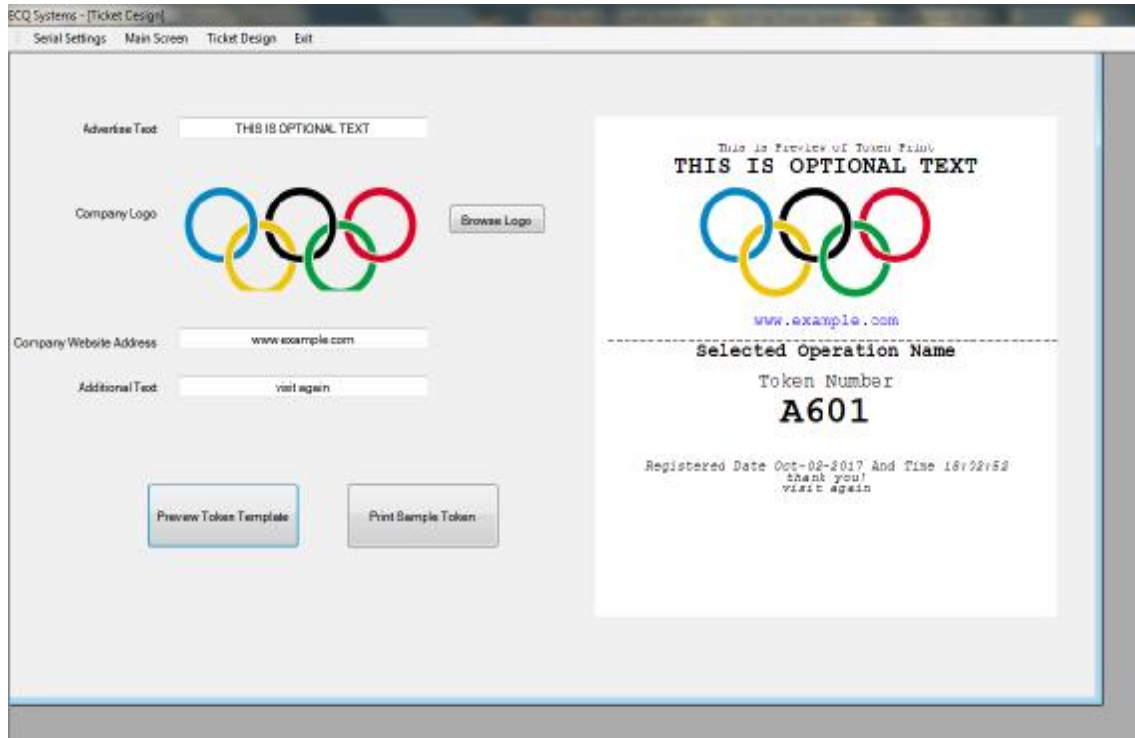 ECQ Systems - [Ticket Design]
Serial Settings Main Screen Ticket Design Exit
Advertise Text THIS IS OPTIONAL TEXT
Company Logo Browse Logo
Company Website Address www.example.com
Additional Text visit again
Preview Token Template Print Sample Token
This is Preview of Token Print
THIS IS OPTIONAL TEXT
www.example.com
Selected Operation Name
Token Number
A601
Registered Date Oct-02-2017 And Time
thank you!
visit again